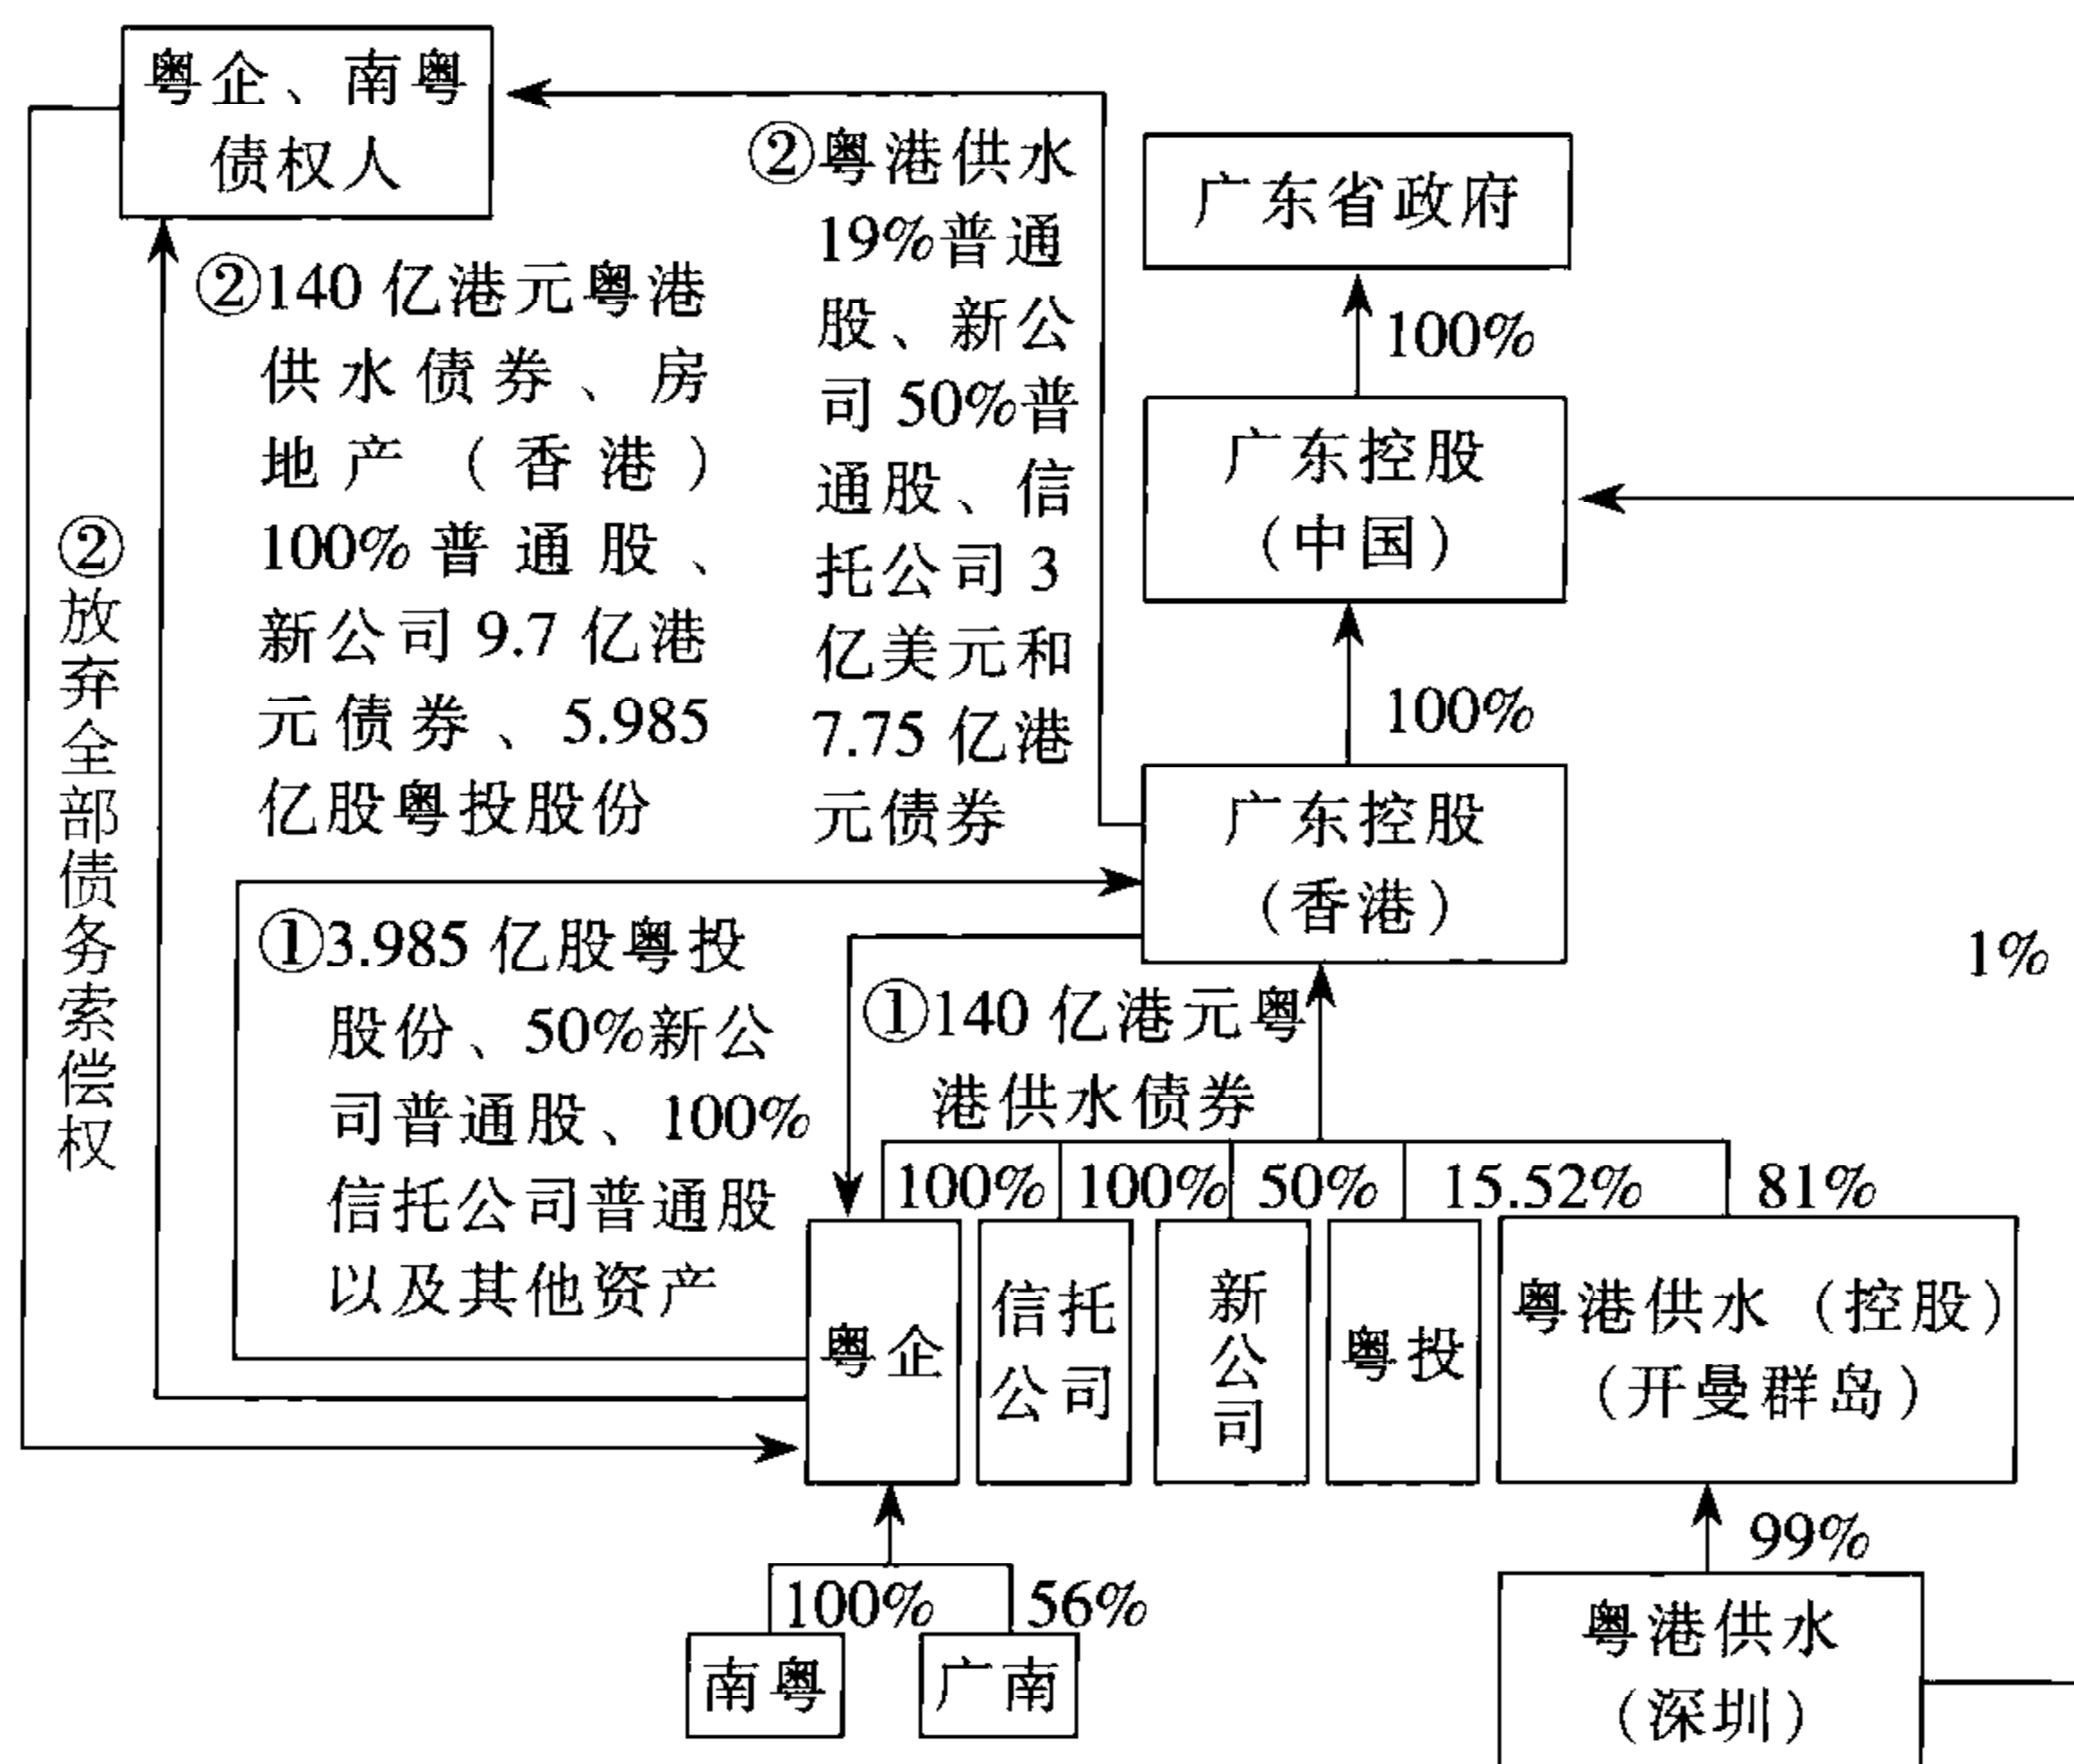 粤企、南粤
债权人
②粤港供水
19%普通
股、新公
司50%普
通股、信
托公司3
亿美元和
7.75亿港
元债券
②140亿港元粤港
供水债券、房
地产（香港）
100%普通股、
新公司9.7亿港
元债券、5.985
亿股粤投股份
②放弃全部债务索偿权
广东省政府
100%
广东控股
（中国）
100%
广东控股
（香港）
1%
①3.985亿股粤投
股份、50%新公
司普通股、100%
信托公司普通股
以及其他资产
①140亿港元粤
港供水债券
100%
100%
50%
15.52%
81%
粤企
信托
公司
新公司
粤投
粤港供水（控股）
（开曼群岛）
99%
100%
56%
南粤
广南
粤港供水
（深圳）